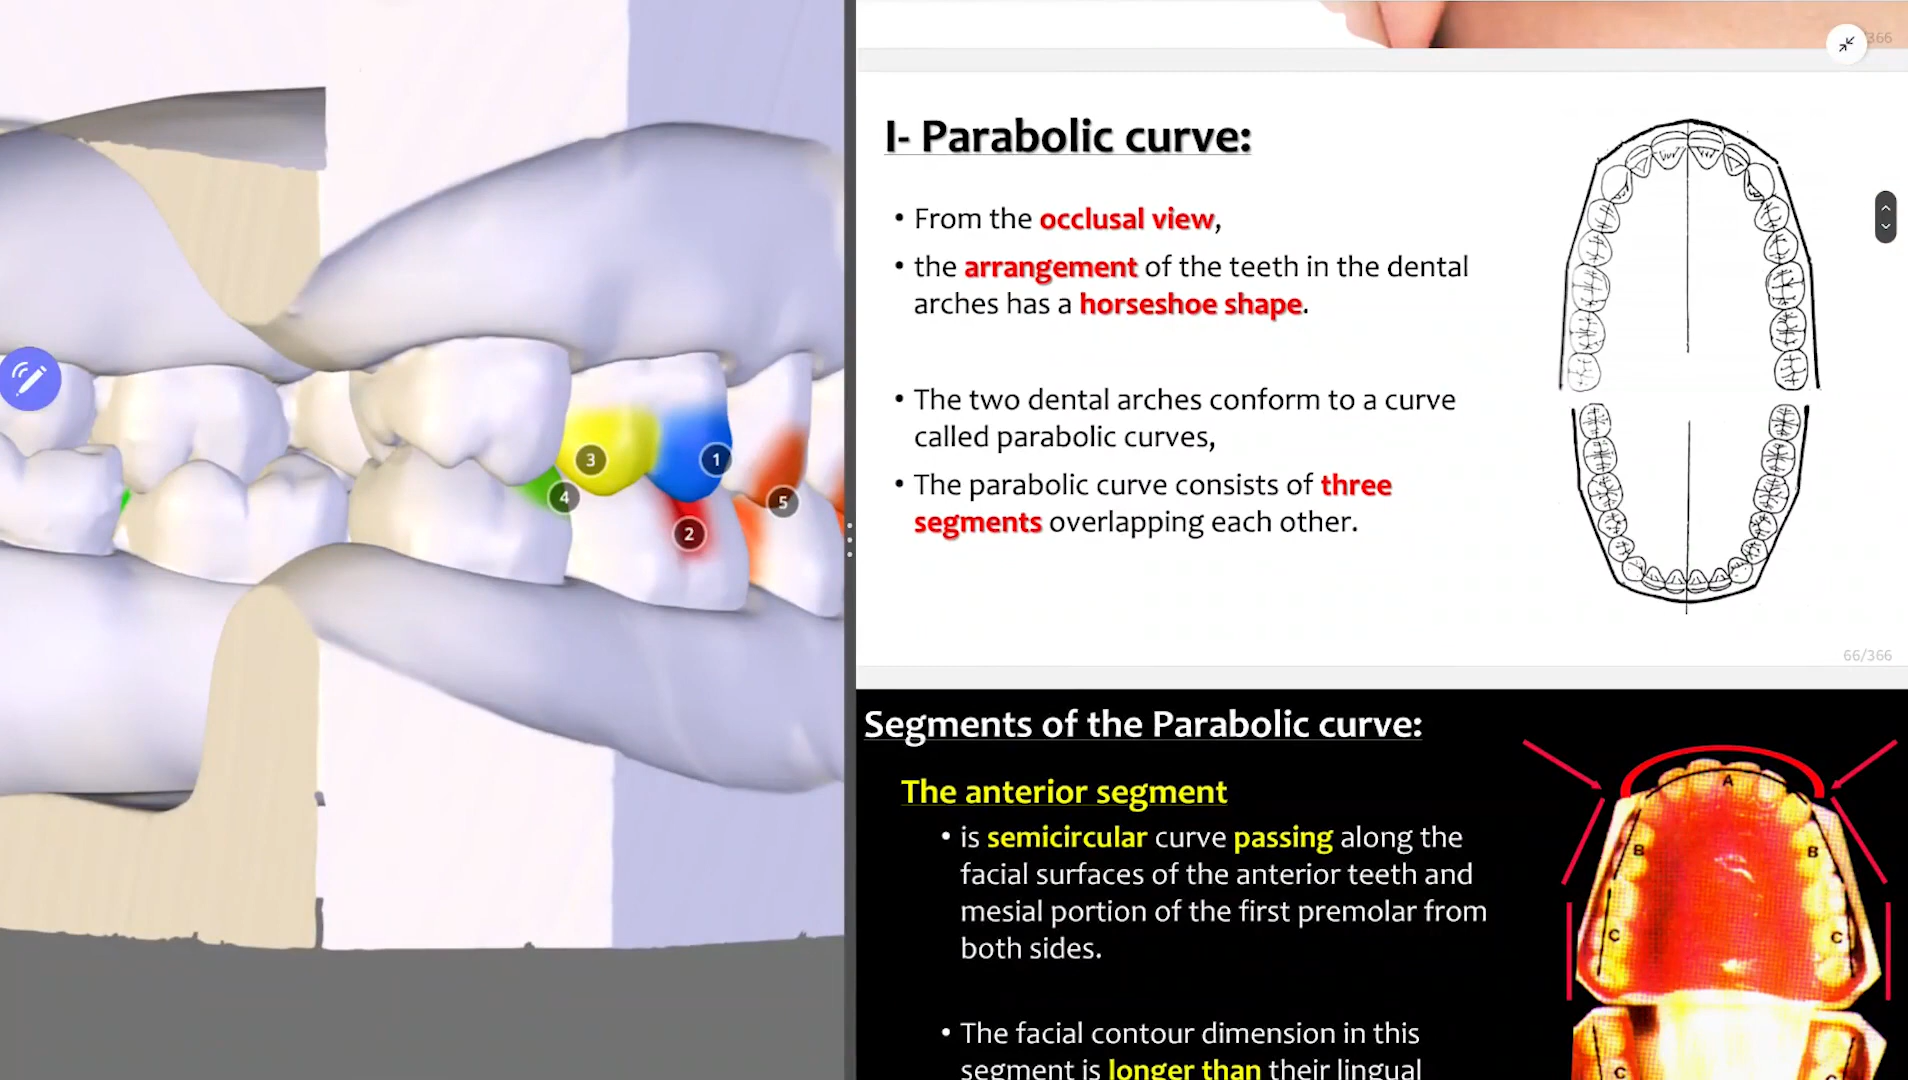 3
1
4
5
2
366
I- Parabolic curve:
• From the occlusal view,
• the arrangement of the teeth in the dental
arches has a horseshoe shape.
• The two dental arches conform to a curve
called parabolic curves,
• The parabolic curve consists of three
segments overlapping each other.
66/366
Segments of the Parabolic curve:
The anterior segment
• is semicircular curve passing along the
facial surfaces of the anterior teeth and
mesial portion of the first premolar from
both sides.
• The facial contour dimension in this
segment is longer than their lingual
A
B
B
C
C
C
C